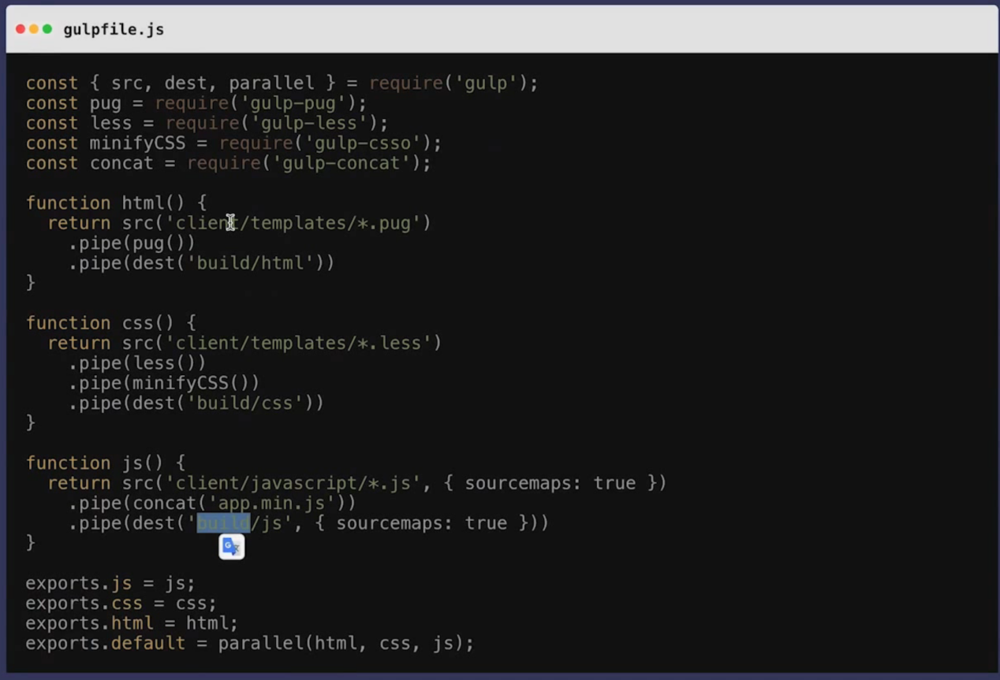 gulpfile.js
const { src, dest, parallel } = require('gulp');
const pug = require('gulp-pug');
const less = require('gulp-less');
const minifyCSS = require('gulp-csso');
const concat = require('gulp-concat');
function html() {
  return src('client/templates/*.pug')
    .pipe(pug())
    .pipe(dest('build/html'))
}
function css() {
  return src('client/templates/*.less')
    .pipe(less())
    .pipe(minifyCSS())
    .pipe(dest('build/css'))
}
function js() {
  return src('client/javascript/*.js', { sourcemaps: true })
    .pipe(concat('app.min.js'))
    .pipe(dest('build/js', { sourcemaps: true }))
}
exports.js = js;
exports.css = css;
exports.html = html;
exports.default = parallel(html, css, js);